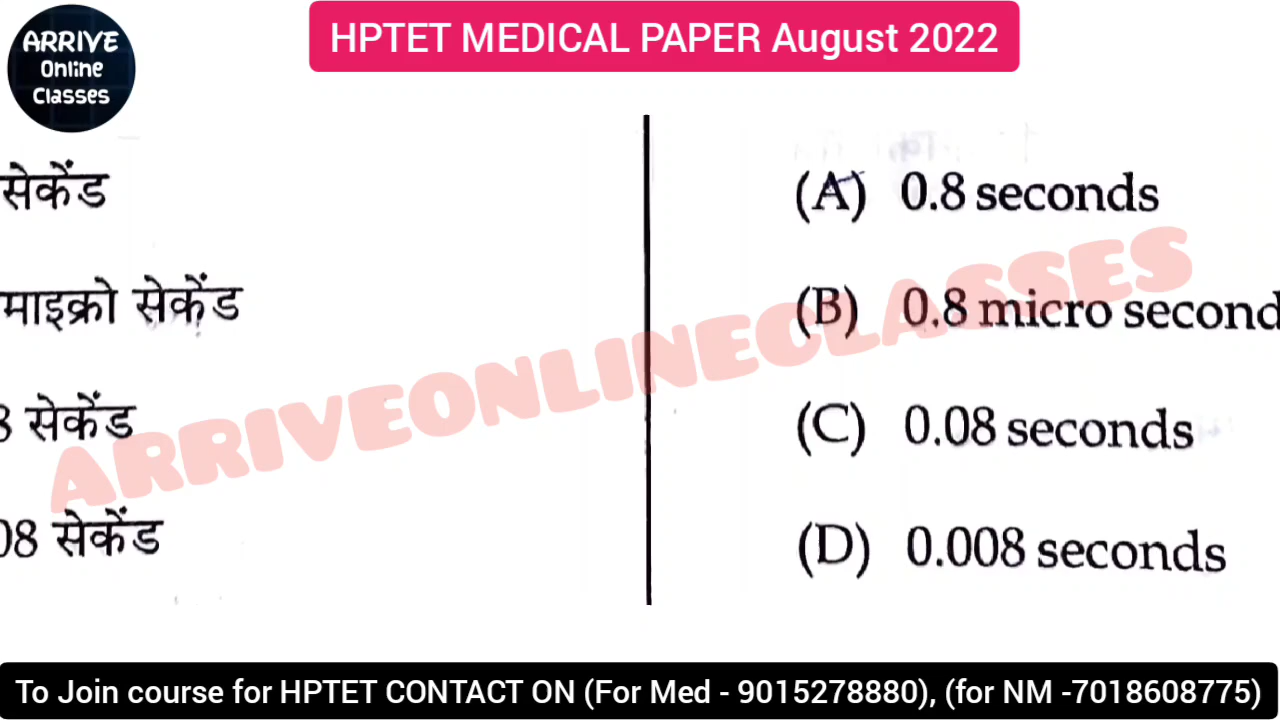 ARRIVE
Online
Classes
HPTET MEDICAL PAPER August 2022
सेकेंड
माइक्रो सेकेंड
सेकेंड
08 सेकेंड
(A) 0.8 seconds
(B) 0.8 micro second
(C) 0.08 seconds
(D) 0.008 seconds
ARRIVEONLINECLASSES
To Join course for HPTET CONTACT ON (For Med - 9015278880), (for NM -7018608775)